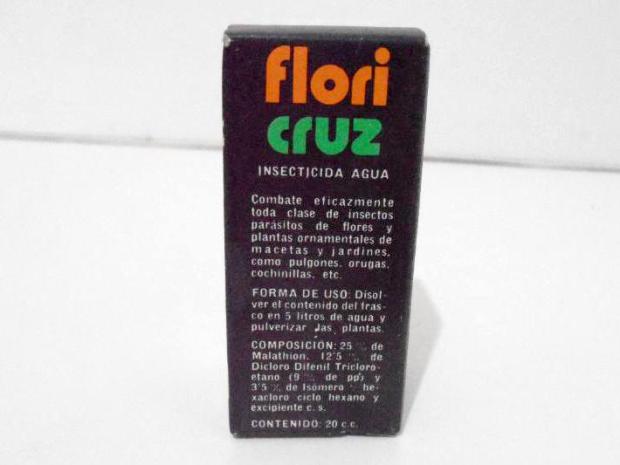 flori
cruz
INSECTICIDA AGUA
Combate eficazmente
toda clase de insectos
parásitos de flores y
plantas ornamentales de
macetas y jardines,
como pulgones, orugas,
cochinillas, etc.
FORMA DE USO: Disol-
ver el contenido del fras-
co en 5 litros de agua y
pulverizar las plantas.
COMPOSICIÓN: 25 % de
Malathion, 12'5 % de
Dicloro Difenil Tricloro-
etano (9 % de pp') y
3'5 % de Isómero he-
xacloro ciclo hexano y
excipiente c. s.
CONTENIDO: 20 c.c.